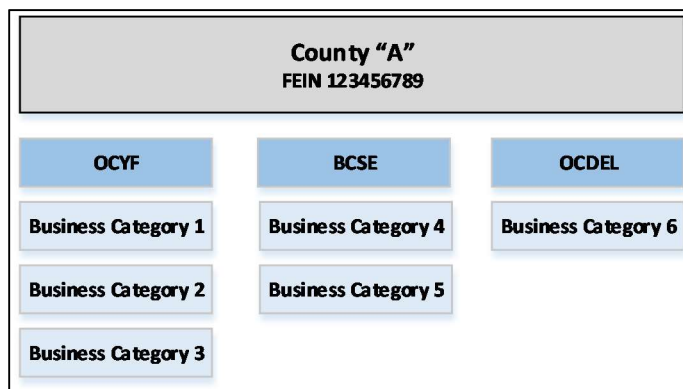 County “A”
FEIN 123456789
OCYF
BCSE
OCDEL
Business Category 1
Business Category 4
Business Category 6
Business Category 2
Business Category 5
Business Category 3